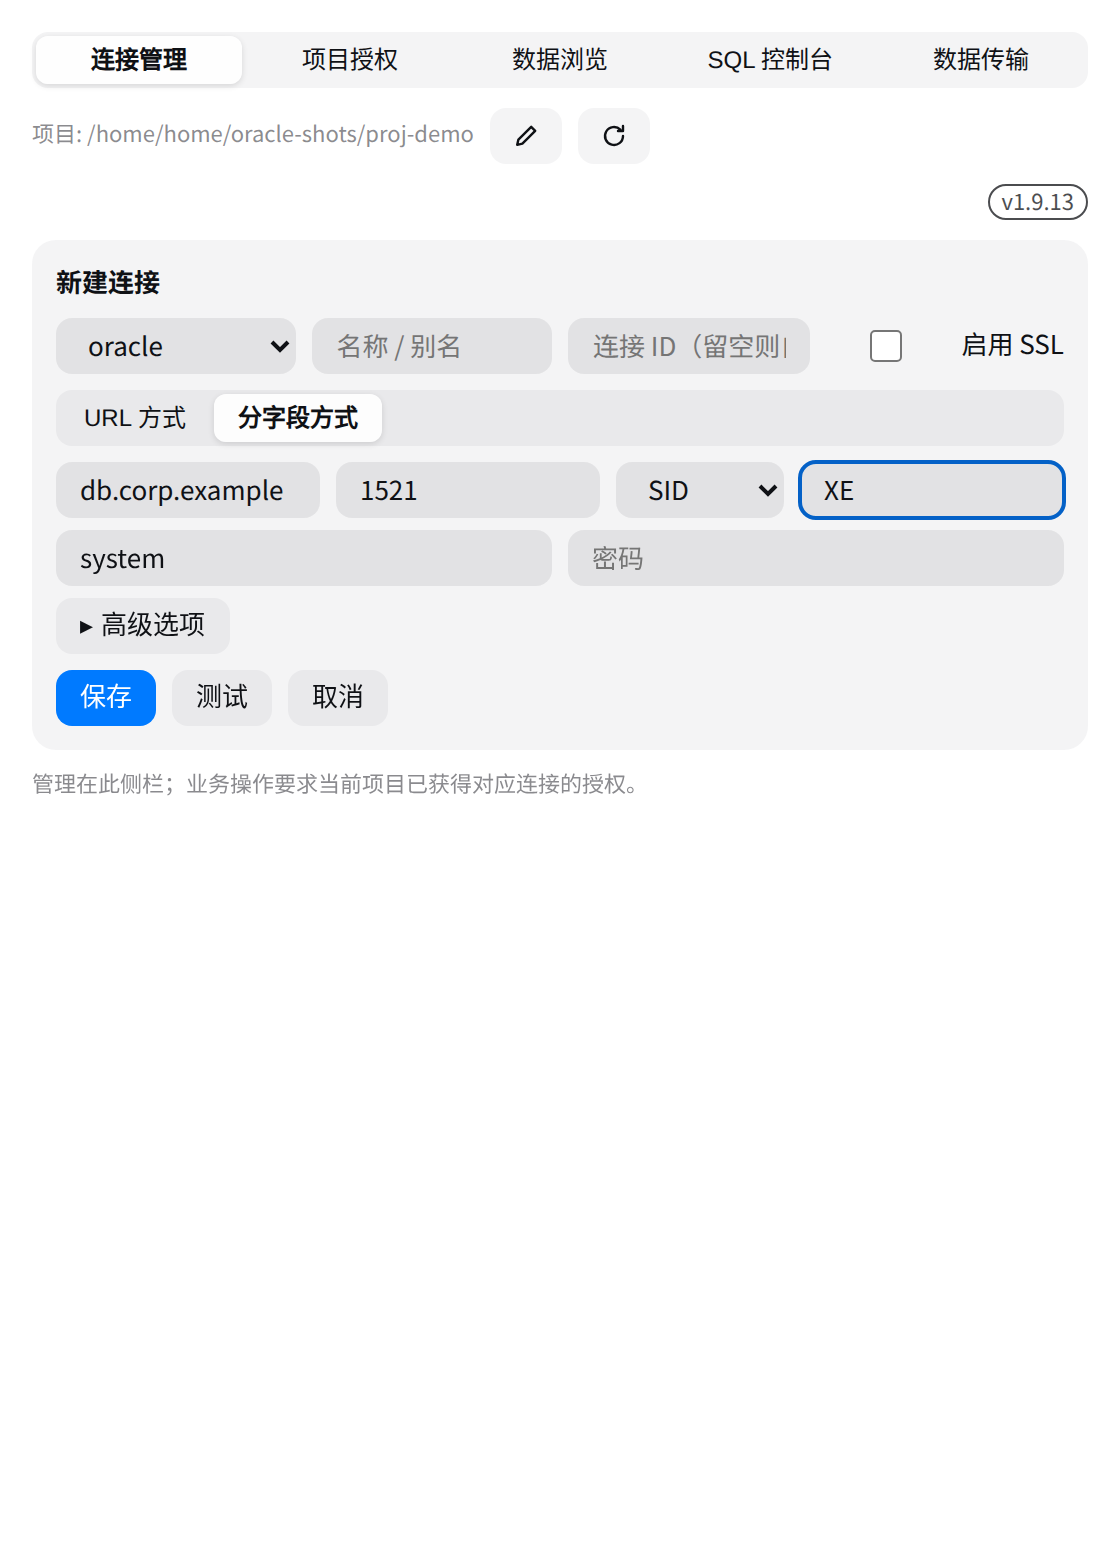 连接管理 项目授权 数据浏览 SQL 控制台 数据传输
项目: /home/home/oracle-shots/proj-demo
v1.9.13
新建连接
oracle 名称 / 别名 连接 ID（留空则 启用 SSL
URL 方式 分字段方式
db.corp.example 1521 SID XE
system 密码
▸ 高级选项
保存 测试 取消
管理在此侧栏；业务操作要求当前项目已获得对应连接的授权。